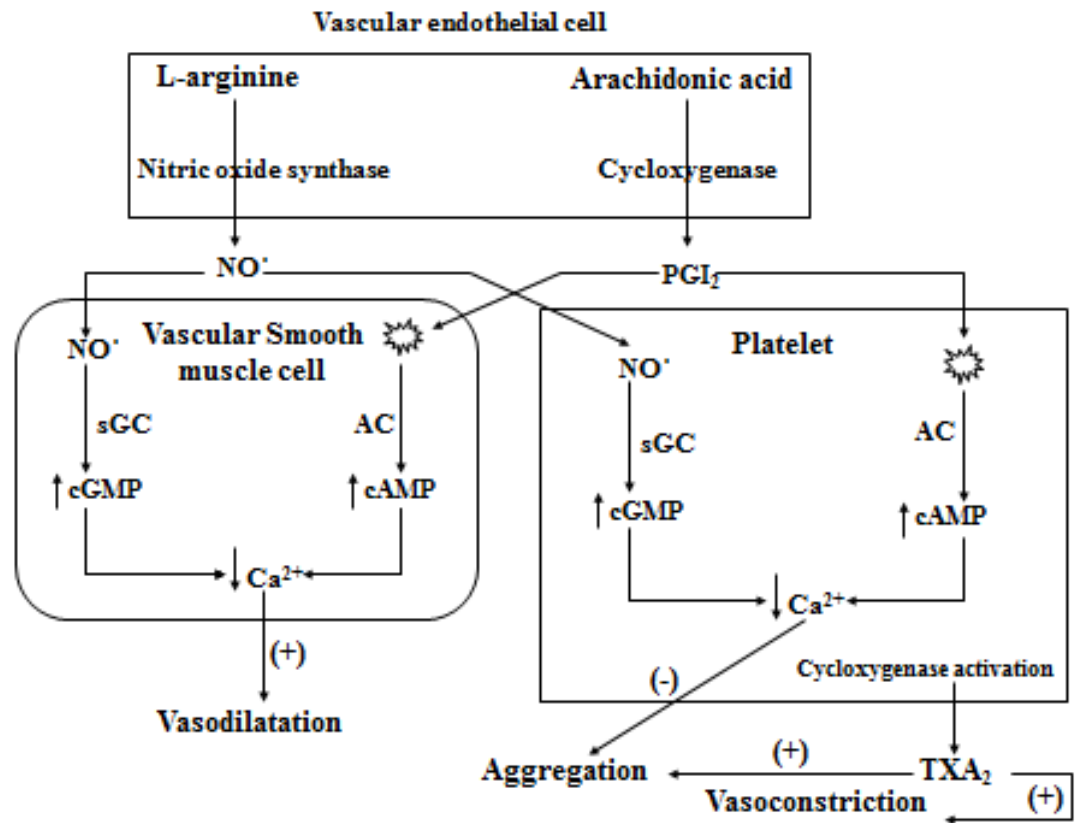 Vascular endothelial cell
L-arginine
Arachidonic acid
Nitric oxide synthase
Cycloxygenase
NO˙
PGI₂
NO˙
Vascular Smooth
muscle cell
sGC
AC
cGMP
cAMP
Ca²⁺
(+)
Vasodilatation
Platelet
NO˙
sGC
AC
cGMP
cAMP
Ca²⁺
Cycloxygenase activation
(-)
Aggregation
(+)
TXA₂
(+)
Vasoconstriction